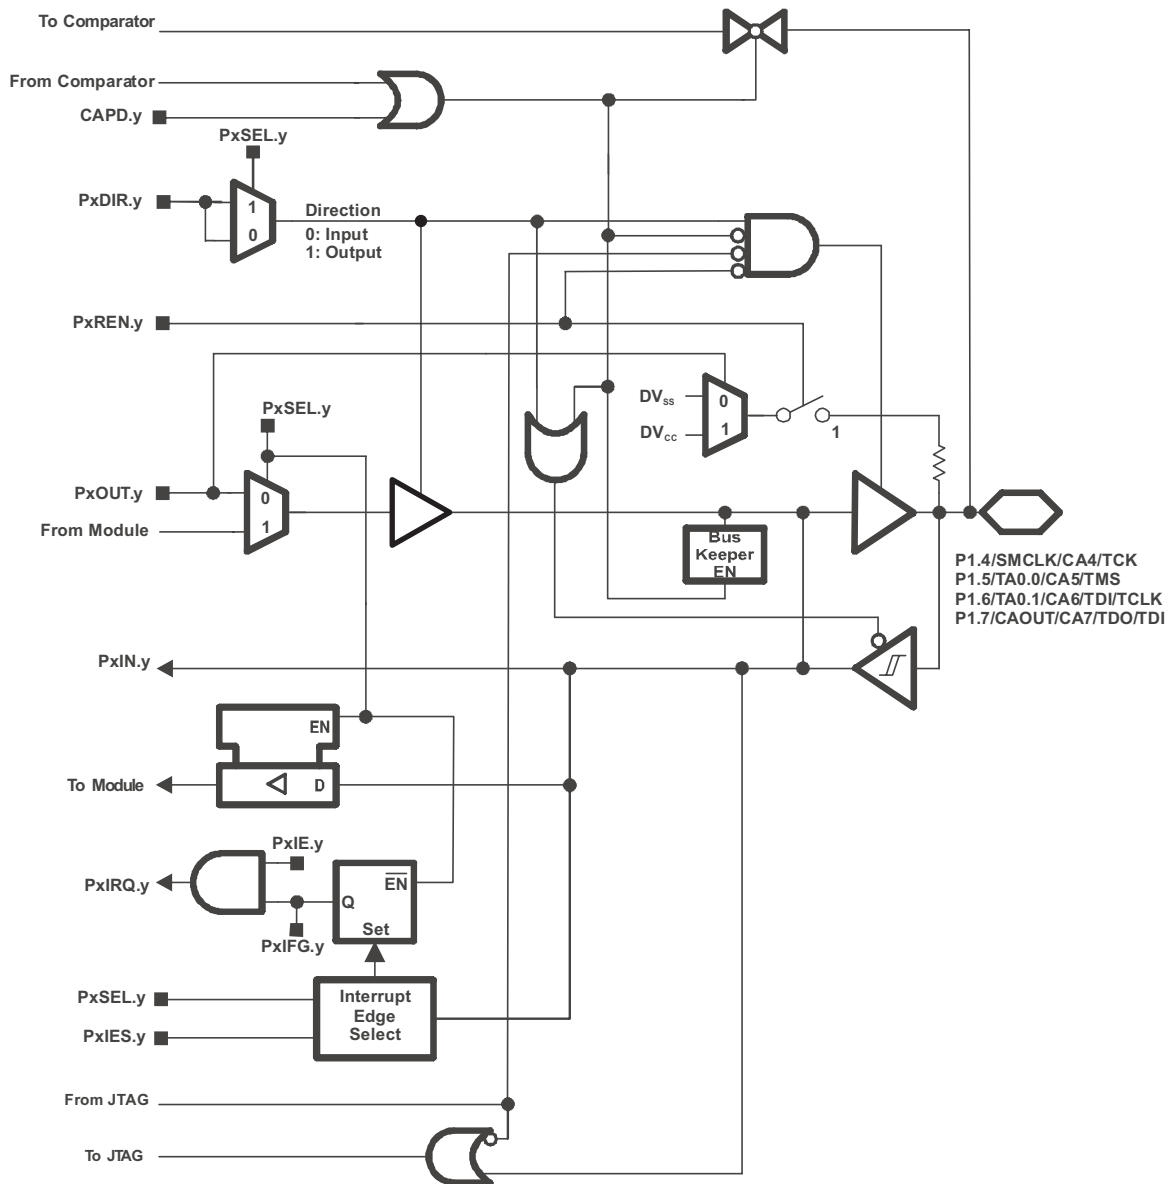 To Comparator
From Comparator
CAPD.y
PxSEL.y
PxDIR.y
1
0
Direction
0: Input
1: Output
PxREN.y
DVss
0
DVcc
1
1
PxSEL.y
PxOUT.y
0
From Module
1
Bus
Keeper
EN
P1.4/SMCLK/CA4/TCK
P1.5/TA0.0/CA5/TMS
P1.6/TA0.1/CA6/TDI/TCLK
P1.7/CAOUT/CA7/TDO/TDI
PxIN.y
EN
To Module
D
PxIE.y
PxIRQ.y
EN
Q
Set
PxIFG.y
PxSEL.y
PxIES.y
Interrupt
Edge
Select
From JTAG
To JTAG